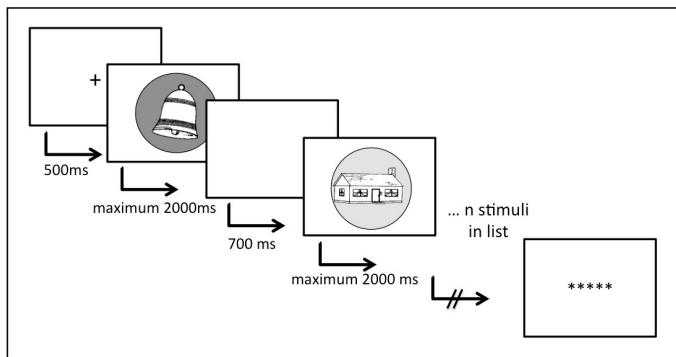 +
500ms
maximum 2000ms
700 ms
maximum 2000 ms
... n stimuli
in list
*****